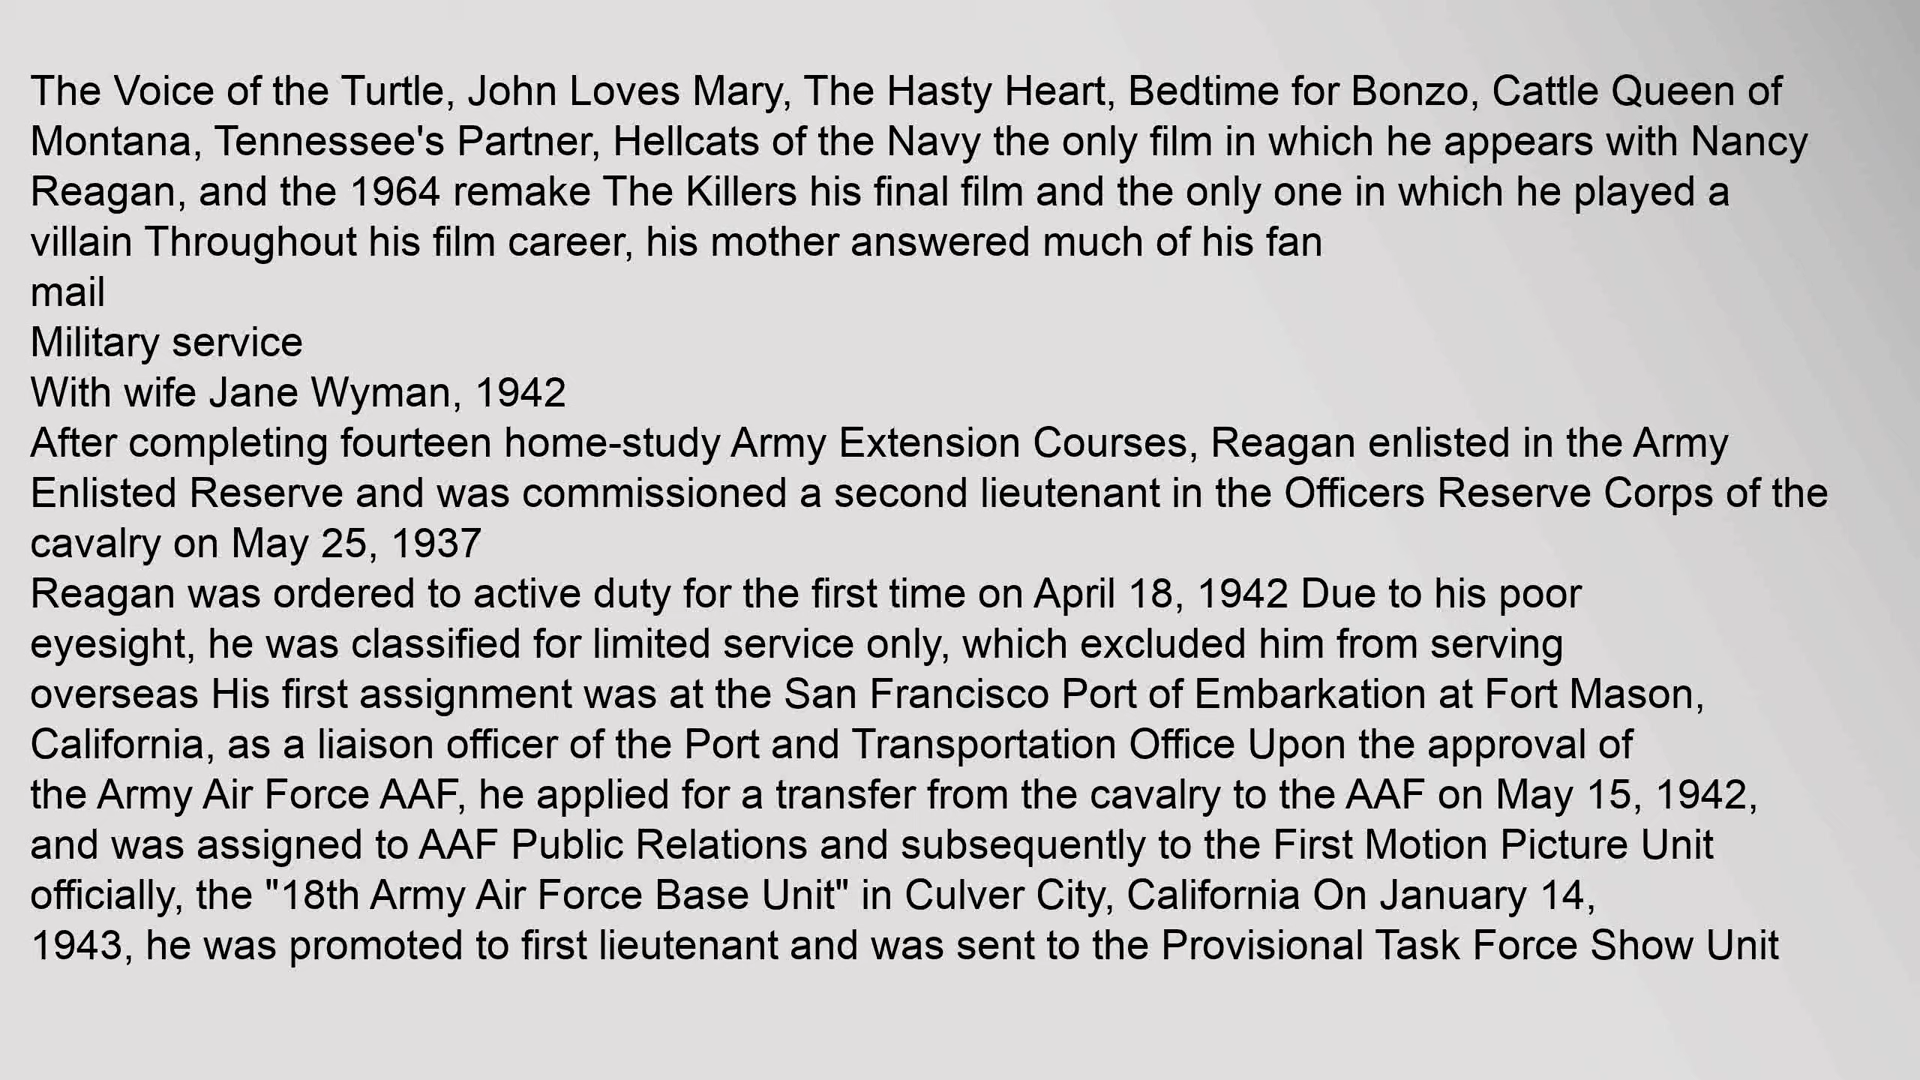 The Voice of the Turtle, John Loves Mary, The Hasty Heart, Bedtime for Bonzo, Cattle Queen of
Montana, Tennessee's Partner, Hellcats of the Navy the only film in which he appears with Nancy
Reagan, and the 1964 remake The Killers his final film and the only one in which he played a
villain Throughout his film career, his mother answered much of his fan
mail
Military service
With wife Jane Wyman, 1942
After completing fourteen home-study Army Extension Courses, Reagan enlisted in the Army
Enlisted Reserve and was commissioned a second lieutenant in the Officers Reserve Corps of the
cavalry on May 25, 1937
Reagan was ordered to active duty for the first time on April 18, 1942 Due to his poor
eyesight, he was classified for limited service only, which excluded him from serving
overseas His first assignment was at the San Francisco Port of Embarkation at Fort Mason,
California, as a liaison officer of the Port and Transportation Office Upon the approval of
the Army Air Force AAF, he applied for a transfer from the cavalry to the AAF on May 15, 1942,
and was assigned to AAF Public Relations and subsequently to the First Motion Picture Unit
officially, the "18th Army Air Force Base Unit" in Culver City, California On January 14,
1943, he was promoted to first lieutenant and was sent to the Provisional Task Force Show Unit